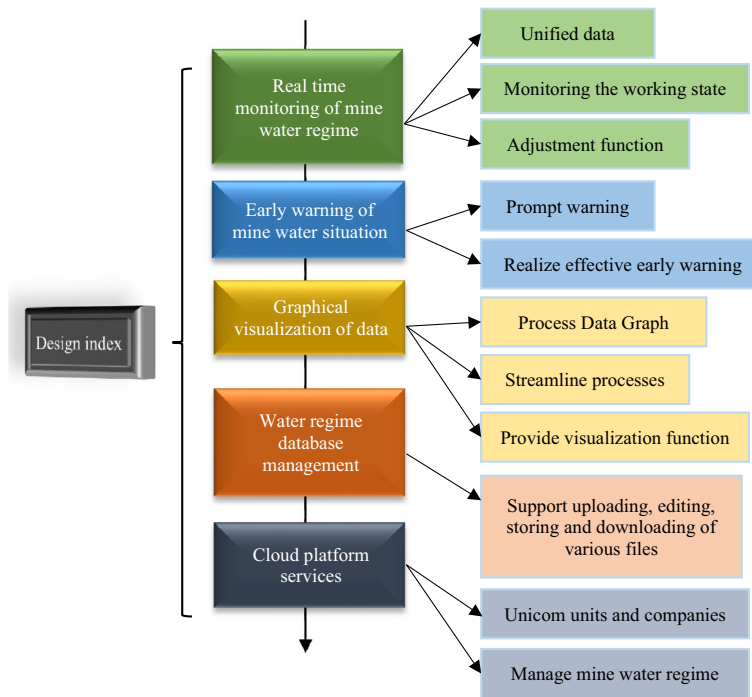 Design index
Real time
monitoring of mine
water regime
Unified data
Monitoring the working state
Adjustment function
Early warning of
mine water situation
Prompt warning
Realize effective early warning
Graphical
visualization of data
Process Data Graph
Streamline processes
Provide visualization function
Water regime
database
management
Support uploading, editing,
storing and downloading of
various files
Cloud platform
services
Unicom units and companies
Manage mine water regime